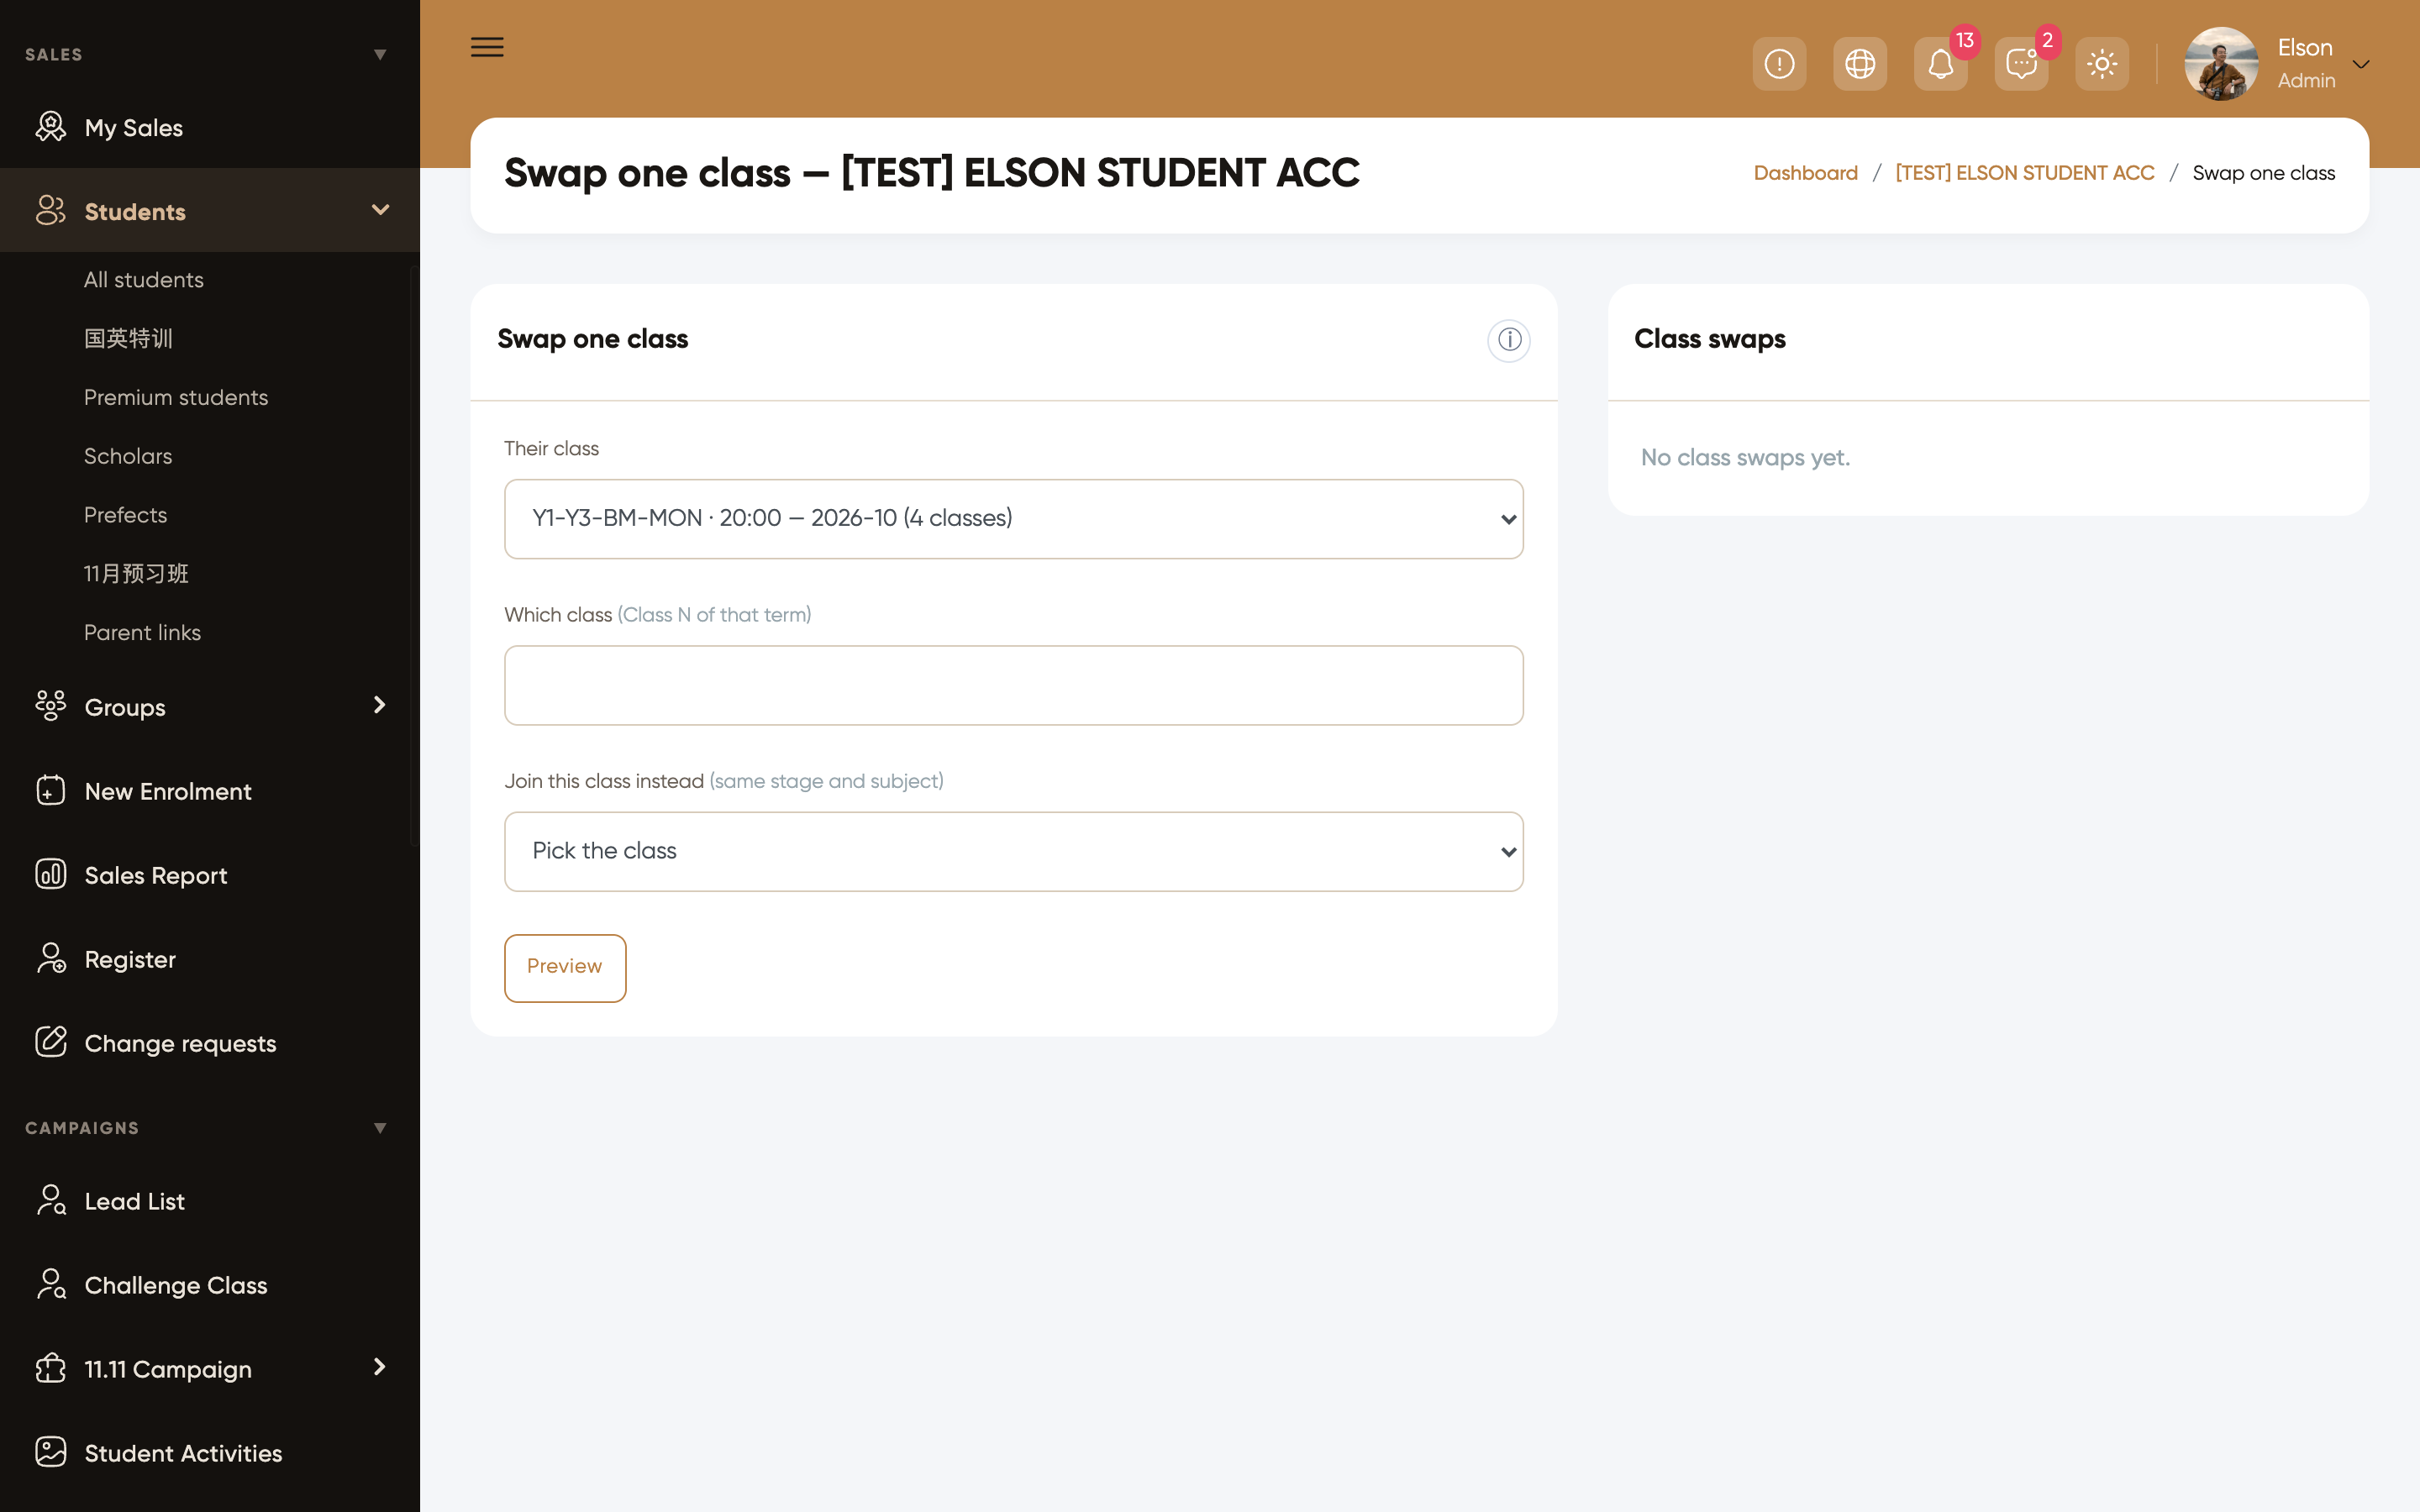 SALES
My Sales
Students
All students
国英特训
Premium students
Scholars
Prefects
11月预习班
Parent links
Groups
New Enrolment
Sales Report
Register
Change requests
CAMPAIGNS
Lead List
Challenge Class
11.11 Campaign
Student Activities
13
2
Elson
Admin
Swap one class — [TEST] ELSON STUDENT ACC
Dashboard / [TEST] ELSON STUDENT ACC / Swap one class
Swap one class
Their class
Y1-Y3-BM-MON · 20:00 — 2026-10 (4 classes)
Which class (Class N of that term)
Join this class instead (same stage and subject)
Pick the class
Preview
Class swaps
No class swaps yet.